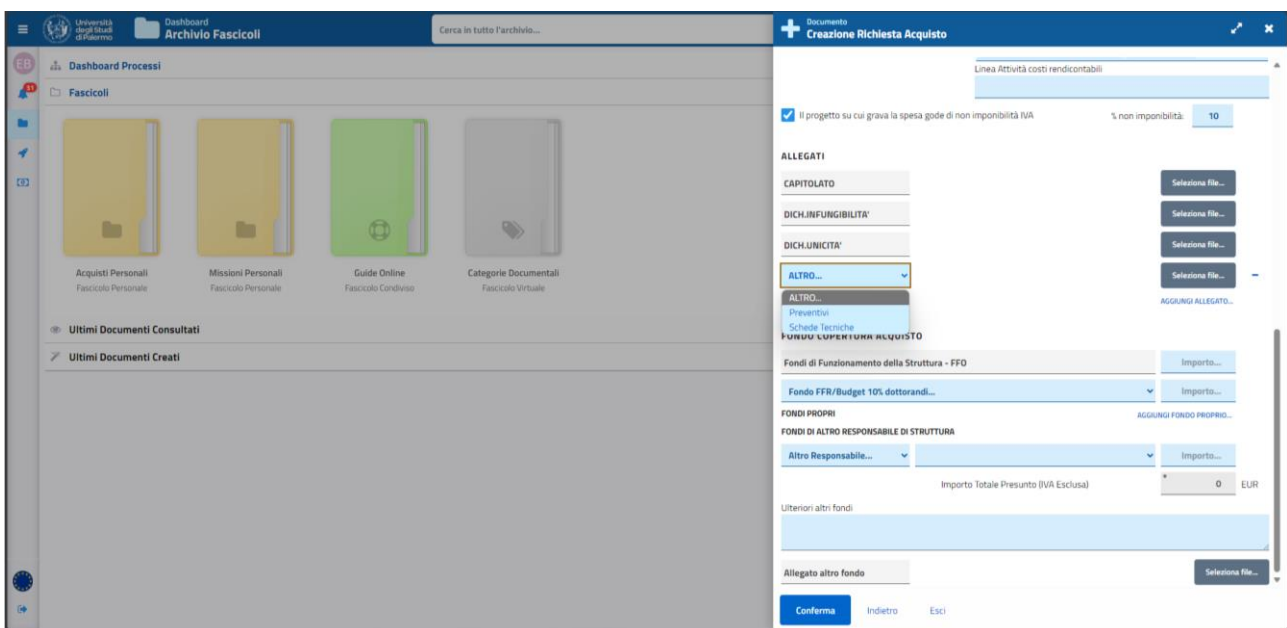 Università
degli Studi
di Palermo
Dashboard
Archivio Fascicoli
Cerca in tutto l'archivio...
Documento
Creazione Richiesta Acquisto
EB
11
Dashboard Processi
Fascicoli
Acquisti Personali
Fascicolo Personale
Missioni Personali
Fascicolo Personale
Guide Online
Fascicolo Condiviso
Categorie Documentali
Fascicolo Virtuale
Ultimi Documenti Consultati
Ultimi Documenti Creati
Linea Attività costi rendicontabili
Il progetto su cui grava la spesa gode di non imponibilità IVA
% non imponibilità: 10
ALLEGATI
CAPITOLATO Seleziona file...
DICH.INFUNGIBILITA' Seleziona file...
DICH.UNICITA' Seleziona file...
ALTRO... Seleziona file...
ALTRO...
AGGIUNGI ALLEGATO...
Preventivi
Schede Tecniche
FONDO COPERTURA ACQUISTO
Fondi di Funzionamento della Struttura - FFO Importo...
Fondo FFR/Budget 10% dottorandi... Importo...
FONDI PROPRI AGGIUNGI FONDO PROPRIO...
FONDI DI ALTRO RESPONSABILE DI STRUTTURA
Altro Responsabile... Importo...
Importo Totale Presunto (IVA Esclusa) * 0 EUR
Ulteriori altri fondi
Allegato altro fondo Seleziona file...
Conferma Indietro Esci